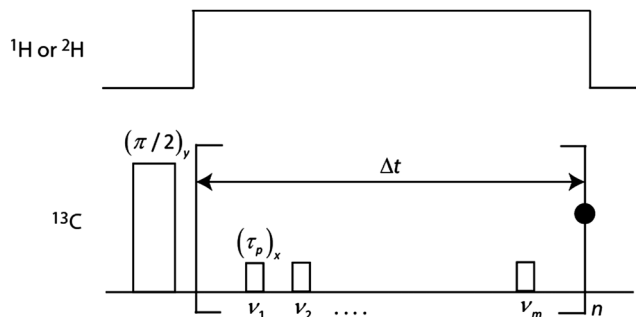 ¹H or ²H
(π / 2)y
Δt
¹³C
(τp)x
ν1 ν2 .... νm n